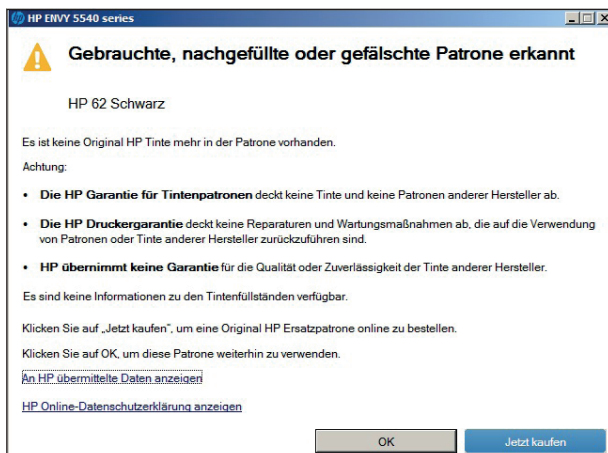 HP ENVY 5540 series
Gebrauchte, nachgefüllte oder gefälschte Patrone erkannt
HP 62 Schwarz
Es ist keine Original HP Tinte mehr in der Patrone vorhanden.
Achtung:
• Die HP Garantie für Tintenpatronen deckt keine Tinte und keine Patronen anderer Hersteller ab.
• Die HP Druckergarantie deckt keine Reparaturen und Wartungsmaßnahmen ab, die auf die Verwendung
von Patronen oder Tinte anderer Hersteller zurückzuführen sind.
• HP übernimmt keine Garantie für die Qualität oder Zuverlässigkeit der Tinte anderer Hersteller.
Es sind keine Informationen zu den Tintenfüllständen verfügbar.
Klicken Sie auf „Jetzt kaufen", um eine Original HP Ersatzpatrone online zu bestellen.
Klicken Sie auf OK, um diese Patrone weiterhin zu verwenden.
An HP übermittelte Daten anzeigen
HP Online-Datenschutzerklärung anzeigen
OK
Jetzt kaufen